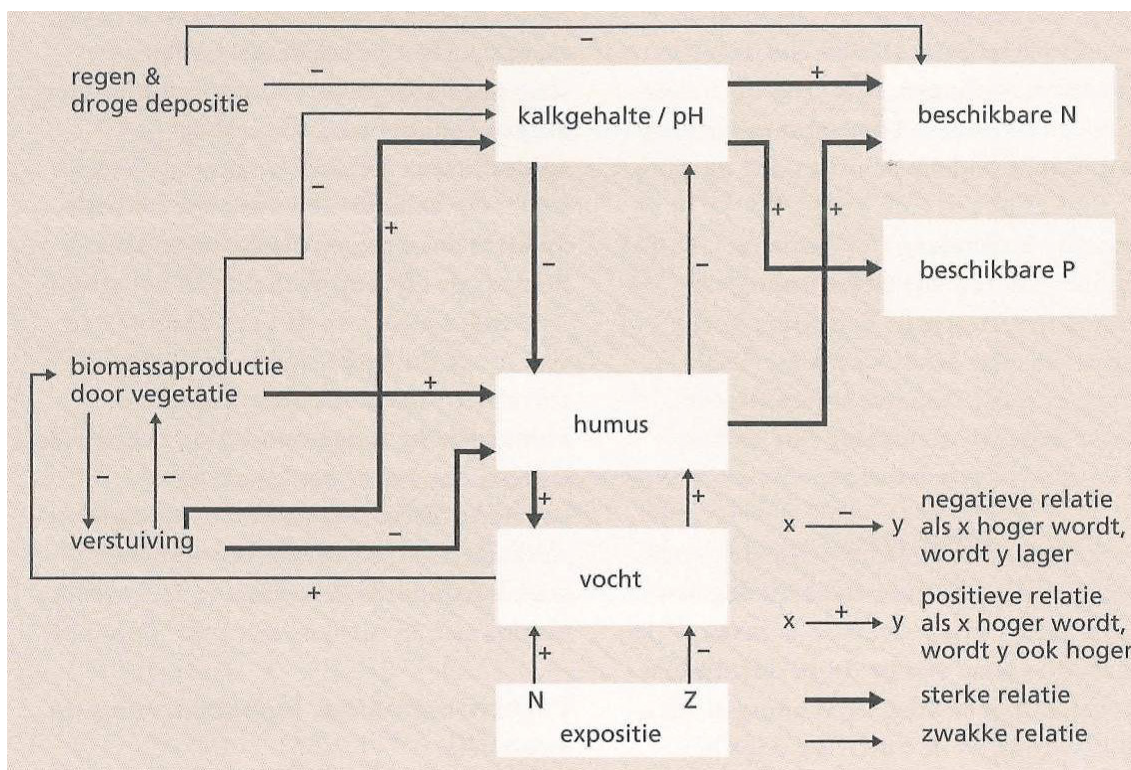 −
regen &
droge depositie
−
kalkgehalte / pH
+
beschikbare N
−
+
+
+
−
−
beschikbare P
biomassaproductie
door vegetatie
+
humus
−
−
+
+
verstuiving
−
vocht
+
+
−
N
Z
expositie
x − y
negatieve relatie
als x hoger wordt,
wordt y lager
x + y
positieve relatie
als x hoger wordt,
wordt y ook hoger
sterke relatie
zwakke relatie